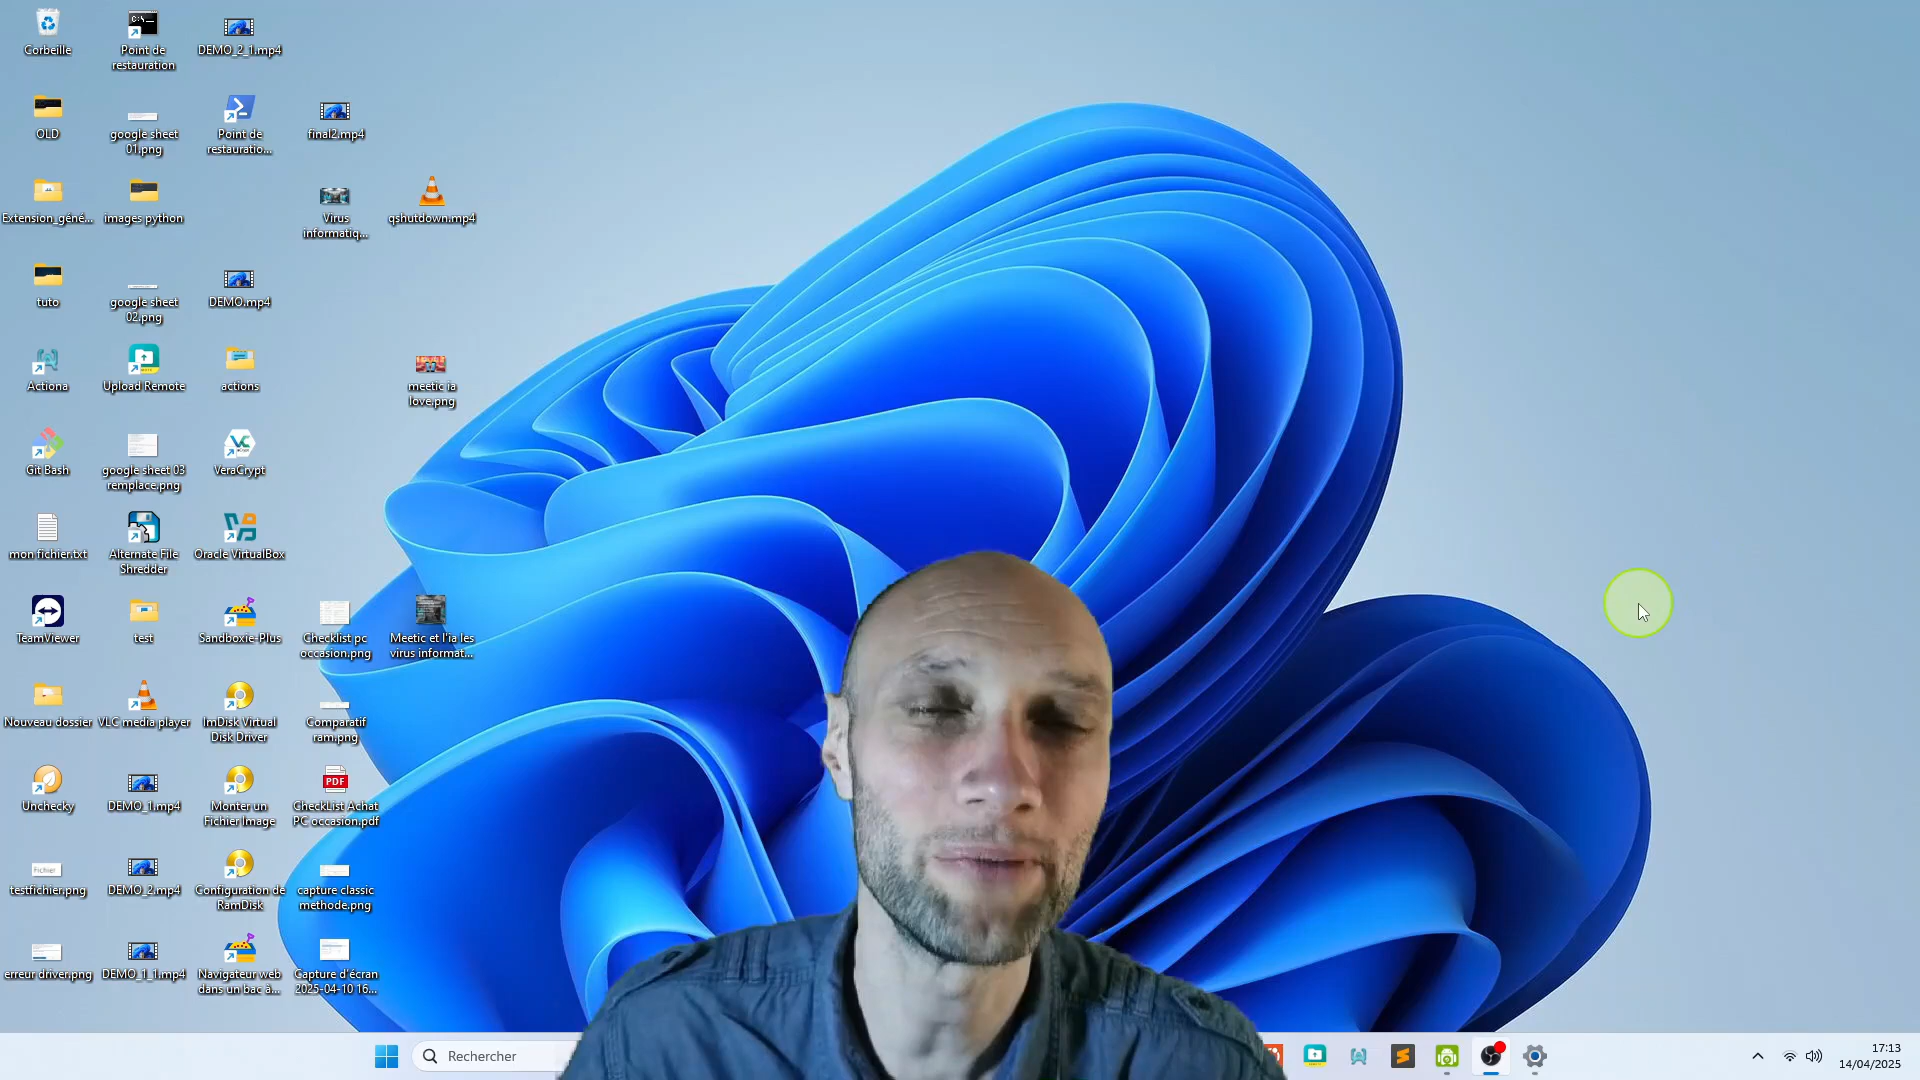 Corbeille
Point de
restauration
DEMO_2_1.mp4
OLD
google sheet
01.png
Point de
restauratio...
final2.mp4
Extension_géné...
images python
Virus
informatiq...
qshutdown.mp4
tuto
google sheet
02.png
DEMO.mp4
Actiona
Upload Remote
actions
meetic ia
love.png
Git Bash
google sheet 03
remplace.png
VeraCrypt
mon fichier.txt
Alternate File
Shredder
Oracle VirtualBox
TeamViewer
test
Sandboxie-Plus
Checklist pc
occasion.png
Meetic et l'ia les
virus informat...
Nouveau dossier
VLC media player
ImDisk Virtual
Disk Driver
Comparatif
ram.png
Unchecky
DEMO_1.mp4
Monter un
Fichier Image
PDF
CheckList Achat
PC occasion.pdf
Fichier
testfichier.png
DEMO_2.mp4
Configuration de
RamDisk
capture classic
methode.png
erreur driver.png
DEMO_1_1.mp4
Navigateur web
dans un bac à...
Capture d'écran
2025-04-10 16...
Rechercher
17:13
14/04/2025